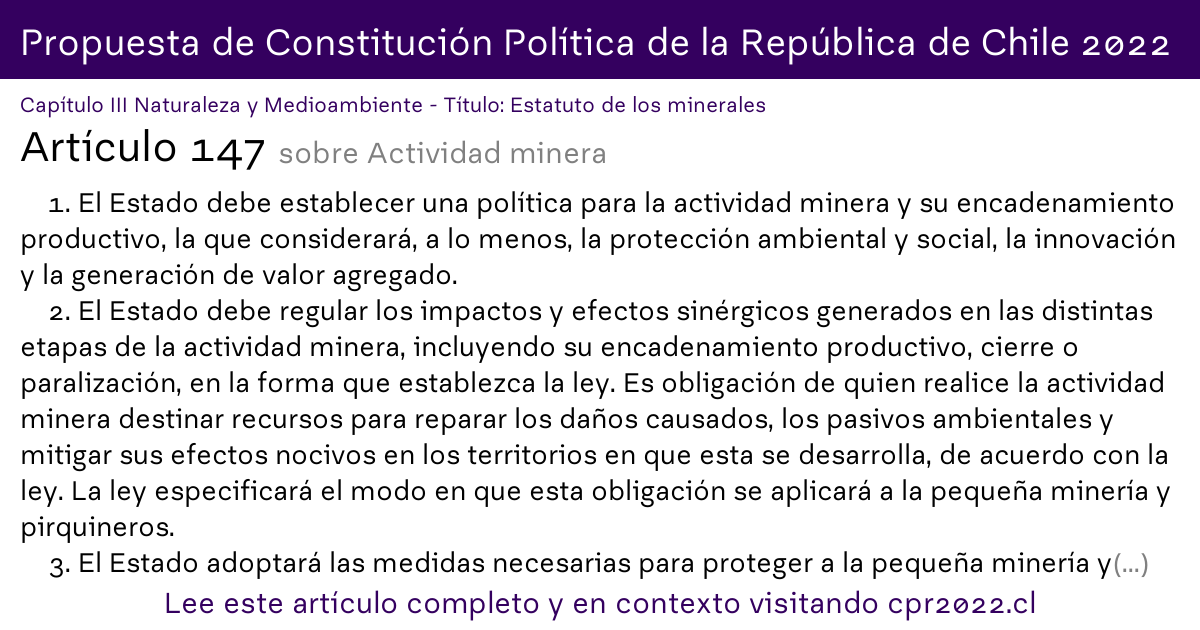 Propuesta de Constitución Política de la República de Chile 2022
Capítulo III Naturaleza y Medioambiente - Título: Estatuto de los minerales
Artículo 147 sobre Actividad minera
1. El Estado debe establecer una política para la actividad minera y su encadenamiento
productivo, la que considerará, a lo menos, la protección ambiental y social, la innovación
y la generación de valor agregado.
2. El Estado debe regular los impactos y efectos sinérgicos generados en las distintas
etapas de la actividad minera, incluyendo su encadenamiento productivo, cierre o
paralización, en la forma que establezca la ley. Es obligación de quien realice la actividad
minera destinar recursos para reparar los daños causados, los pasivos ambientales y
mitigar sus efectos nocivos en los territorios en que esta se desarrolla, de acuerdo con la
ley. La ley especificará el modo en que esta obligación se aplicará a la pequeña minería y
pirquineros.
3. El Estado adoptará las medidas necesarias para proteger a la pequeña minería y(...)
Lee este artículo completo y en contexto visitando cpr2022.cl